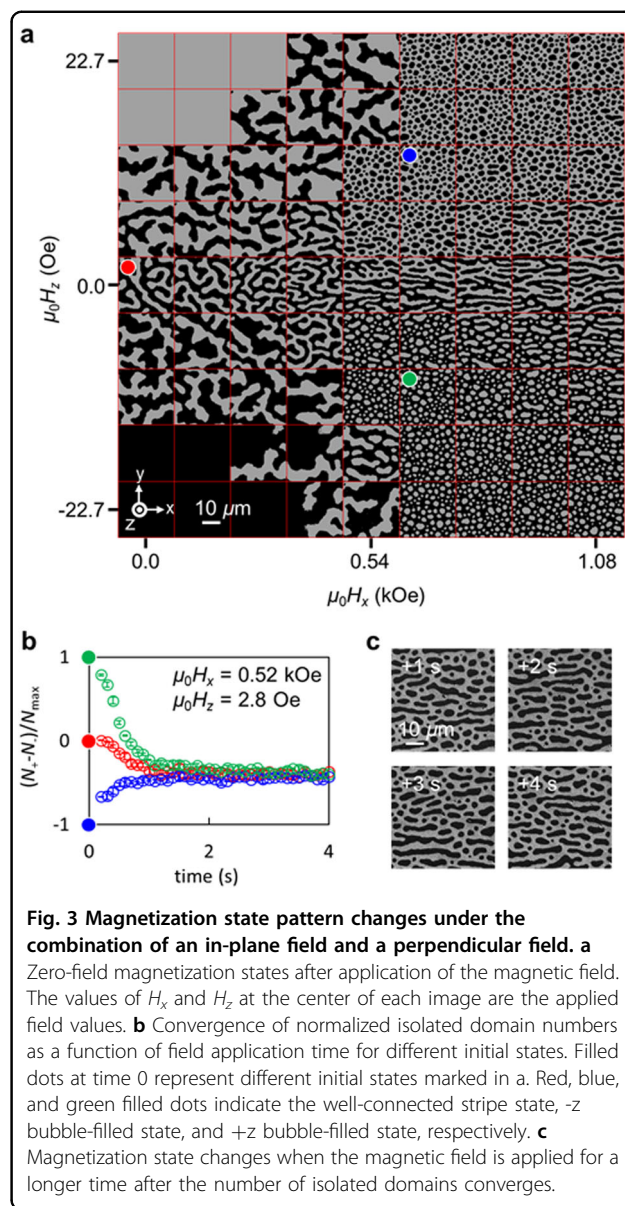 a
22.7
0.0
-22.7
μ₀Hz (Oe)
y
x
z
10 μm
0.0
0.54
1.08
μ₀Hx (kOe)
b
1
0
-1
(N₊-N₋)/Nmax
μ₀Hx = 0.52 kOe
μ₀Hz = 2.8 Oe
0
2
4
time (s)
c
+1 s
+2 s
10 μm
+3 s
+4 s
Fig. 3 Magnetization state pattern changes under the
combination of an in-plane field and a perpendicular field. a
Zero-field magnetization states after application of the magnetic field.
The values of Hx and Hz at the center of each image are the applied
field values. b Convergence of normalized isolated domain numbers
as a function of field application time for different initial states. Filled
dots at time 0 represent different initial states marked in a. Red, blue,
and green filled dots indicate the well-connected stripe state, -z
bubble-filled state, and +z bubble-filled state, respectively. c
Magnetization state changes when the magnetic field is applied for a
longer time after the number of isolated domains converges.